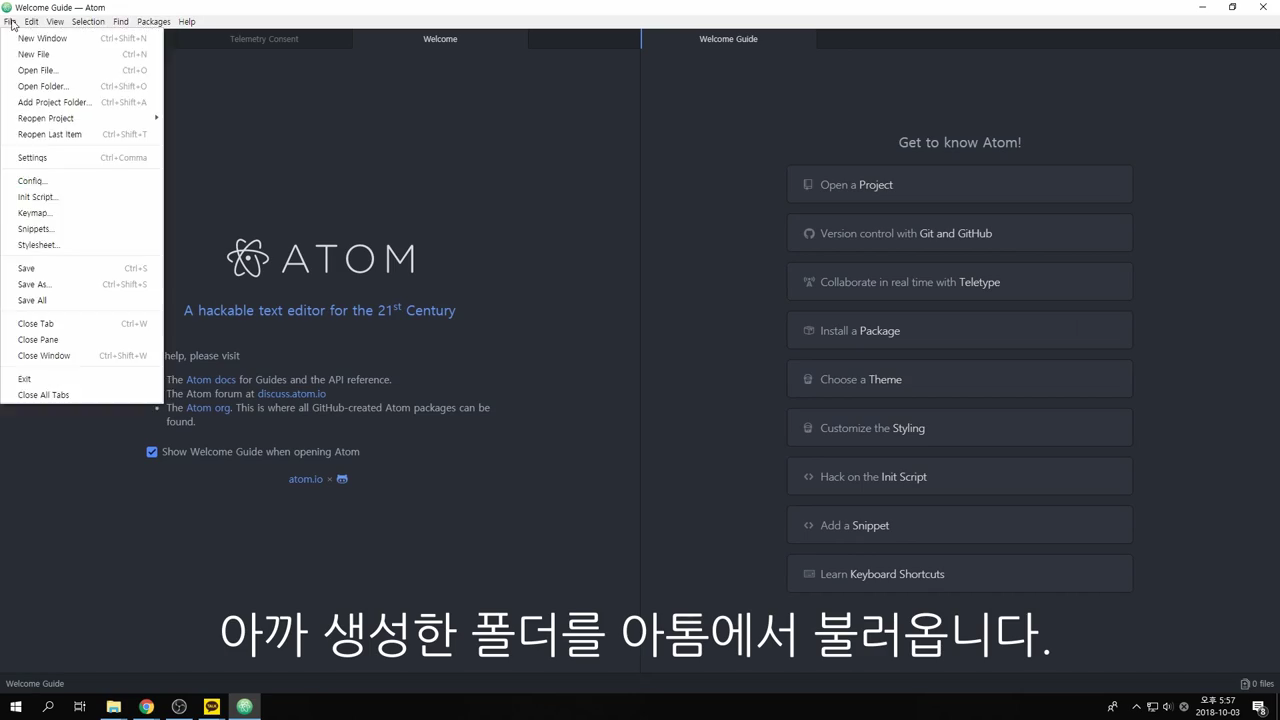 Welcome Guide — Atom
File Edit View Selection Find Packages Help
New Window Ctrl+Shift+N
New File Ctrl+N
Open File... Ctrl+O
Open Folder... Ctrl+Shift+O
Add Project Folder... Ctrl+Shift+A
Reopen Project
Reopen Last Item Ctrl+Shift+T
Settings Ctrl+Comma
Config...
Init Script...
Keymap...
Snippets...
Stylesheet...
Save Ctrl+S
Save As... Ctrl+Shift+S
Save All
Close Tab Ctrl+W
Close Pane
Close Window Ctrl+Shift+W
Exit
Close All Tabs
Telemetry Consent
Welcome
ATOM
A hackable text editor for the 21st Century
help, please visit
The Atom docs for Guides and the API reference.
The Atom forum at discuss.atom.io
• The Atom org. This is where all GitHub-created Atom packages can be
found.
Show Welcome Guide when opening Atom
atom.io ×
Welcome Guide
Get to know Atom!
Open a Project
Version control with Git and GitHub
Collaborate in real time with Teletype
Install a Package
Choose a Theme
Customize the Styling
Hack on the Init Script
Add a Snippet
Learn Keyboard Shortcuts
아까 생성한 폴더를 아톰에서 불러옵니다.
Welcome Guide
0 files
TALK
오후 5:57
2018-10-03
8